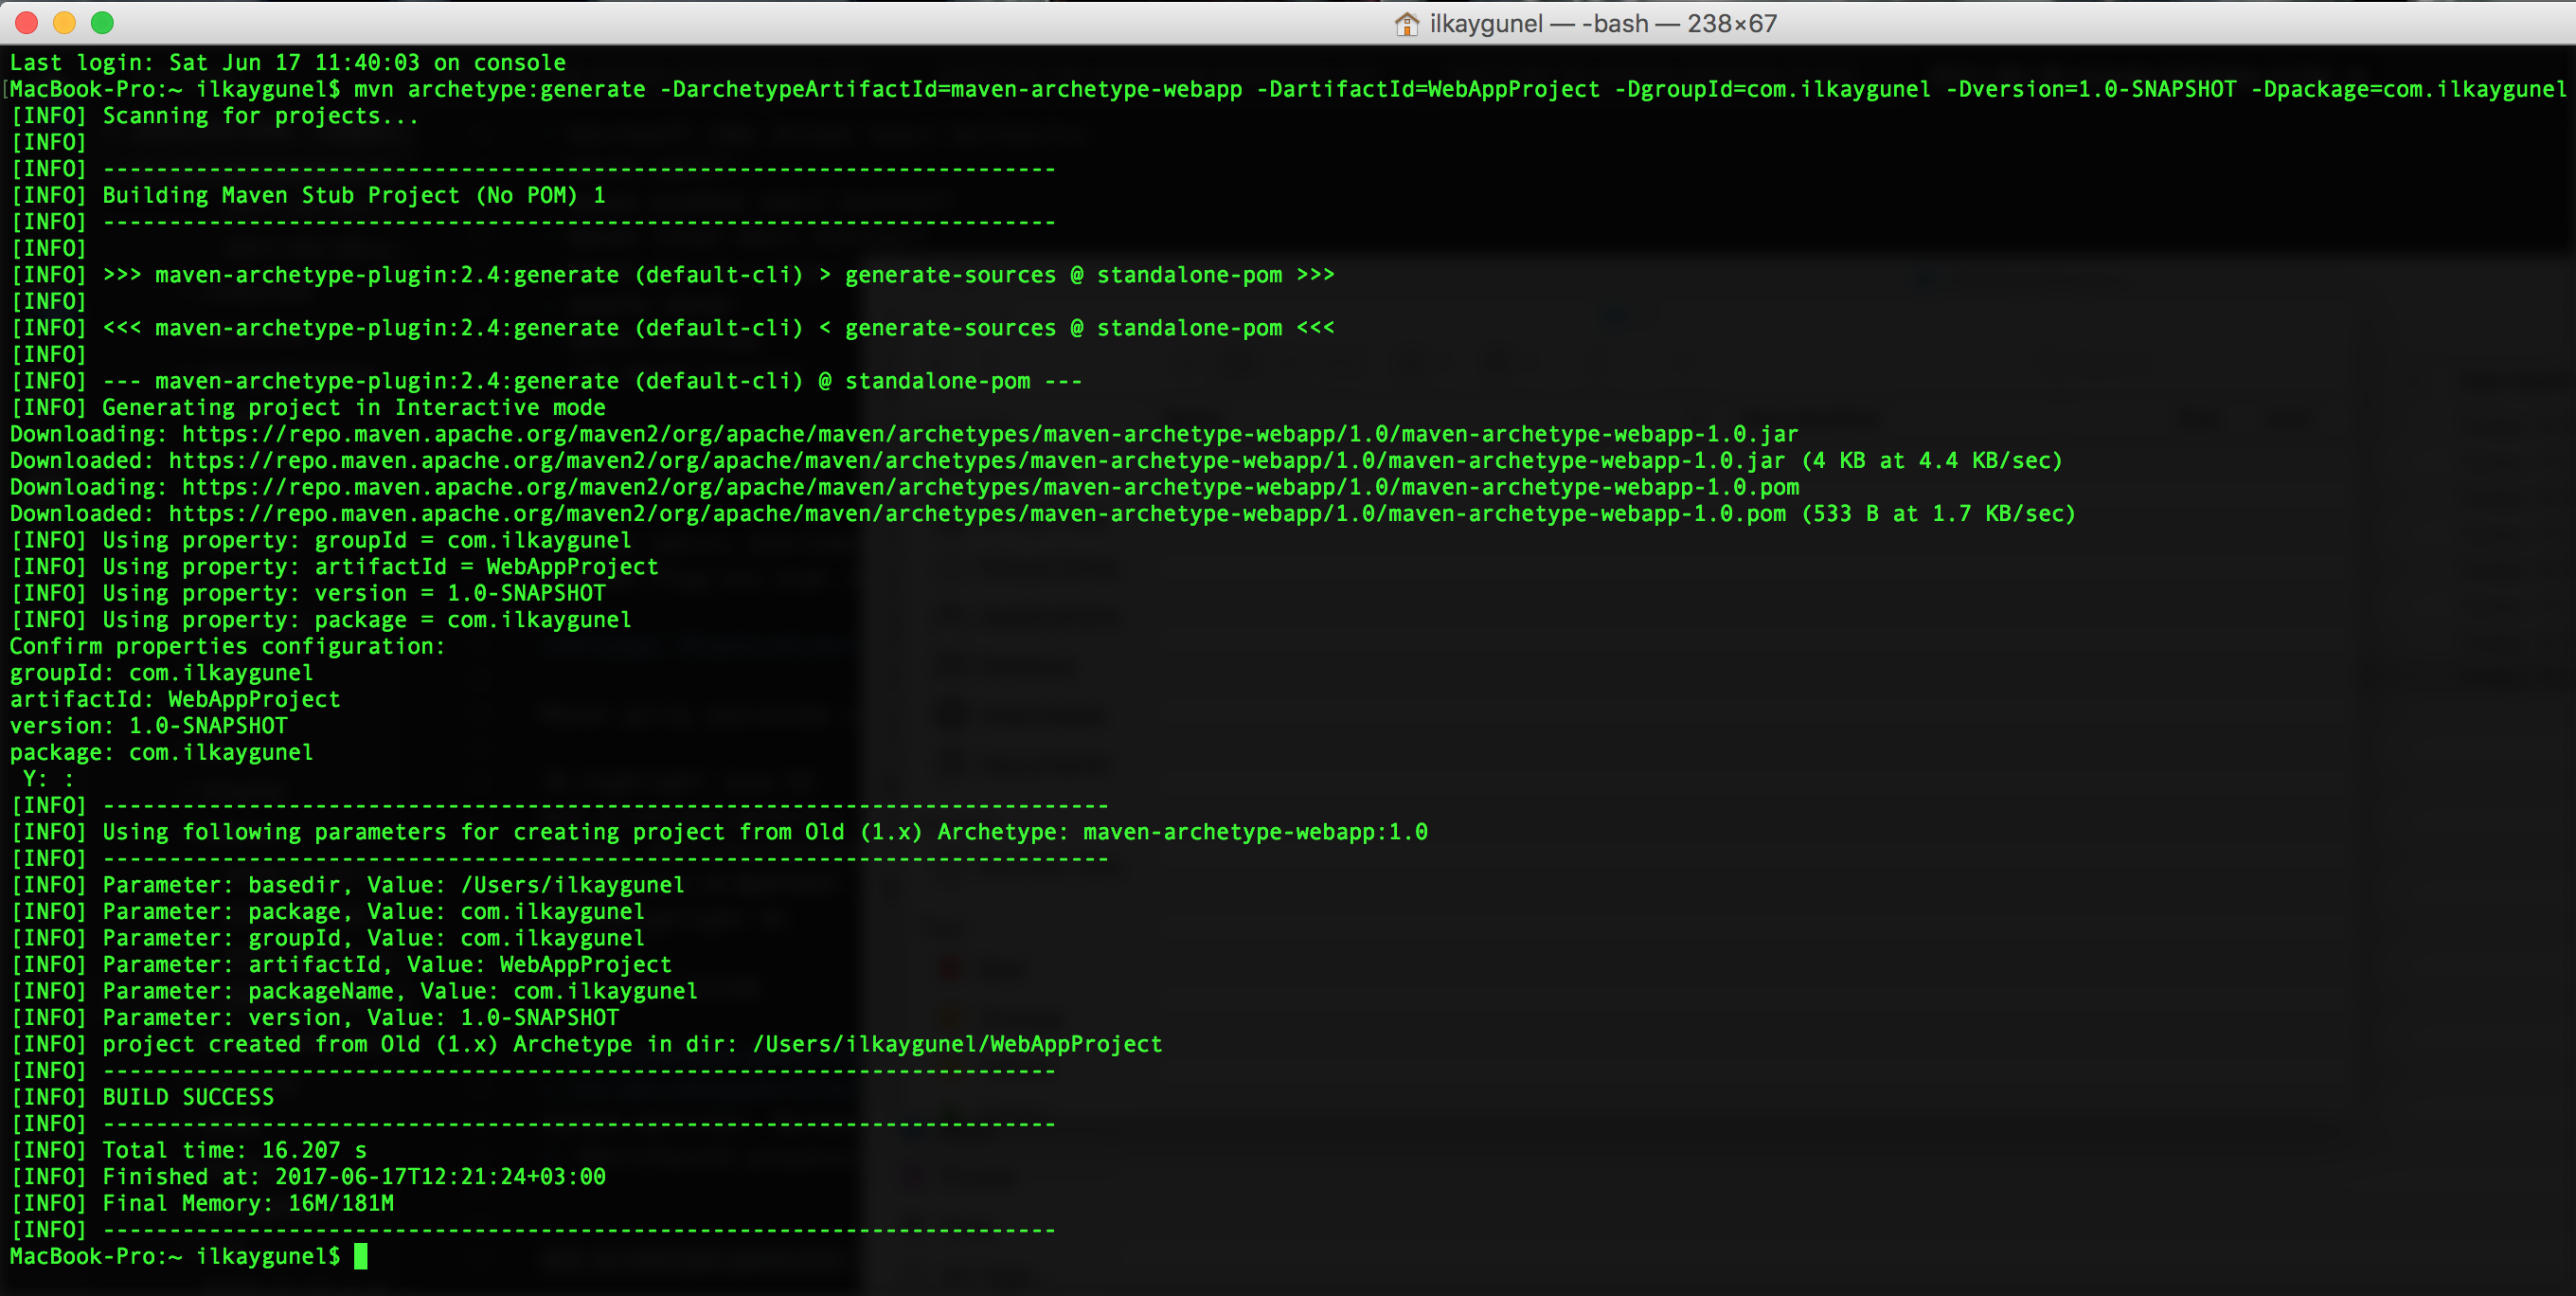 ilkaygunel — -bash — 238×67
Last login: Sat Jun 17 11:40:03 on console
[MacBook-Pro:~ ilkaygunel$ mvn archetype:generate -DarchetypeArtifactId=maven-archetype-webapp -DartifactId=WebAppProject -DgroupId=com.ilkaygunel -Dversion=1.0-SNAPSHOT -Dpackage=com.ilkaygunel
[INFO] Scanning for projects...
[INFO]
[INFO] ------------------------------------------------------------------------
[INFO] Building Maven Stub Project (No POM) 1
[INFO] ------------------------------------------------------------------------
[INFO]
[INFO] >>> maven-archetype-plugin:2.4:generate (default-cli) > generate-sources @ standalone-pom >>>
[INFO]
[INFO] <<< maven-archetype-plugin:2.4:generate (default-cli) < generate-sources @ standalone-pom <<<
[INFO]
[INFO] --- maven-archetype-plugin:2.4:generate (default-cli) @ standalone-pom ---
[INFO] Generating project in Interactive mode
Downloading: https://repo.maven.apache.org/maven2/org/apache/maven/archetypes/maven-archetype-webapp/1.0/maven-archetype-webapp-1.0.jar
Downloaded: https://repo.maven.apache.org/maven2/org/apache/maven/archetypes/maven-archetype-webapp/1.0/maven-archetype-webapp-1.0.jar (4 KB at 4.4 KB/sec)
Downloading: https://repo.maven.apache.org/maven2/org/apache/maven/archetypes/maven-archetype-webapp/1.0/maven-archetype-webapp-1.0.pom
Downloaded: https://repo.maven.apache.org/maven2/org/apache/maven/archetypes/maven-archetype-webapp/1.0/maven-archetype-webapp-1.0.pom (533 B at 1.7 KB/sec)
[INFO] Using property: groupId = com.ilkaygunel
[INFO] Using property: artifactId = WebAppProject
[INFO] Using property: version = 1.0-SNAPSHOT
[INFO] Using property: package = com.ilkaygunel
Confirm properties configuration:
groupId: com.ilkaygunel
artifactId: WebAppProject
version: 1.0-SNAPSHOT
package: com.ilkaygunel
 Y: :
[INFO] ----------------------------------------------------------------------------
[INFO] Using following parameters for creating project from Old (1.x) Archetype: maven-archetype-webapp:1.0
[INFO] ----------------------------------------------------------------------------
[INFO] Parameter: basedir, Value: /Users/ilkaygunel
[INFO] Parameter: package, Value: com.ilkaygunel
[INFO] Parameter: groupId, Value: com.ilkaygunel
[INFO] Parameter: artifactId, Value: WebAppProject
[INFO] Parameter: packageName, Value: com.ilkaygunel
[INFO] Parameter: version, Value: 1.0-SNAPSHOT
[INFO] project created from Old (1.x) Archetype in dir: /Users/ilkaygunel/WebAppProject
[INFO] ------------------------------------------------------------------------
[INFO] BUILD SUCCESS
[INFO] ------------------------------------------------------------------------
[INFO] Total time: 16.207 s
[INFO] Finished at: 2017-06-17T12:21:24+03:00
[INFO] Final Memory: 16M/181M
[INFO] ------------------------------------------------------------------------
MacBook-Pro:~ ilkaygunel$